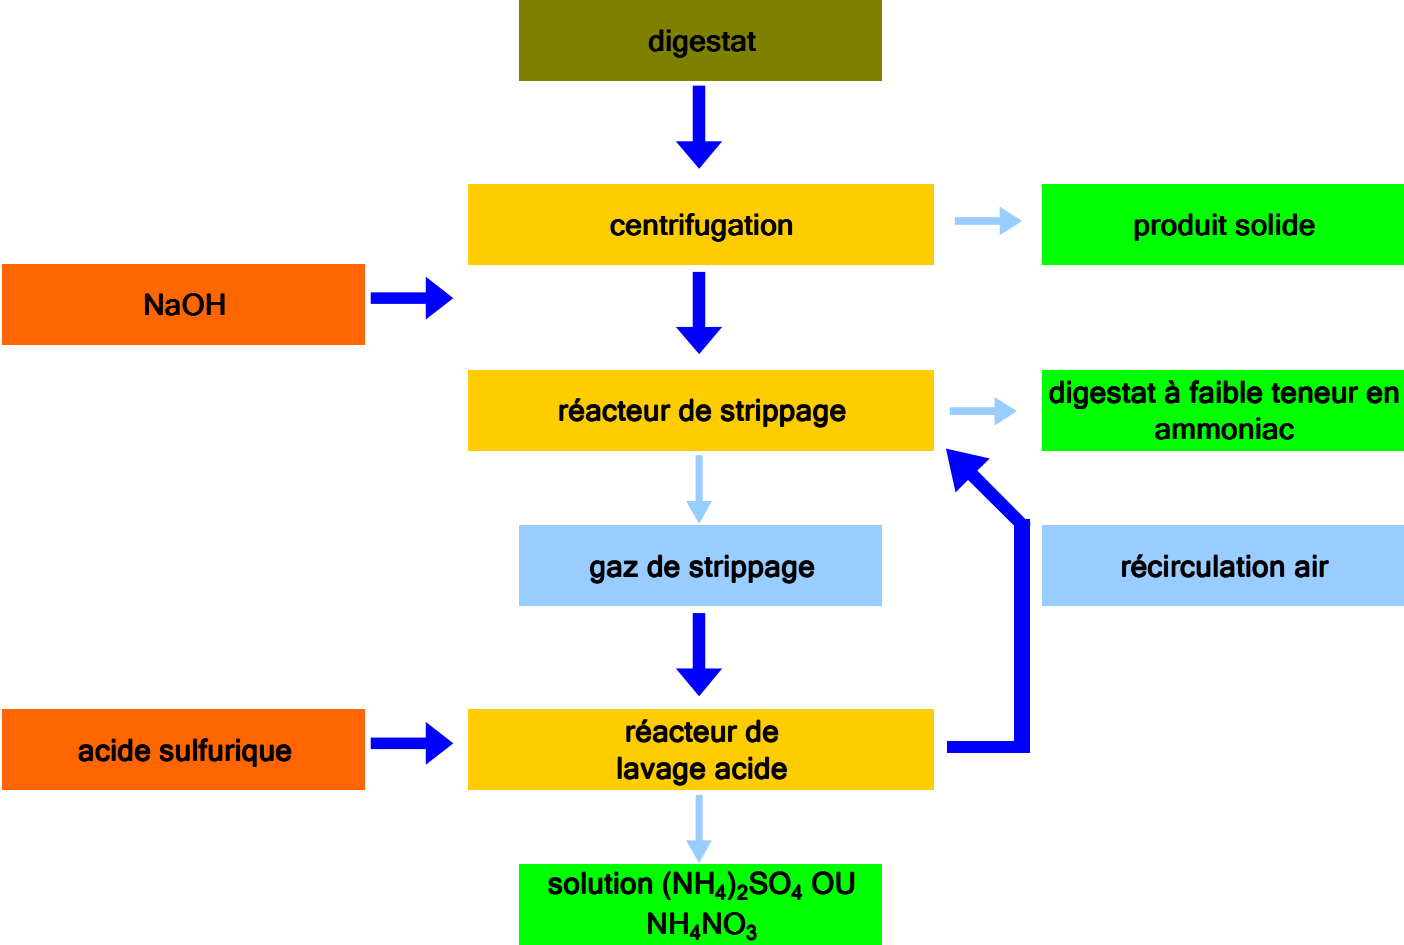 digestat
centrifugation
produit solide
NaOH
réacteur de strippage
digestat à faible teneur en
ammoniac
gaz de strippage
récirculation air
acide sulfurique
réacteur de
lavage acide
solution (NH₄)₂SO₄ OU
NH₄NO₃